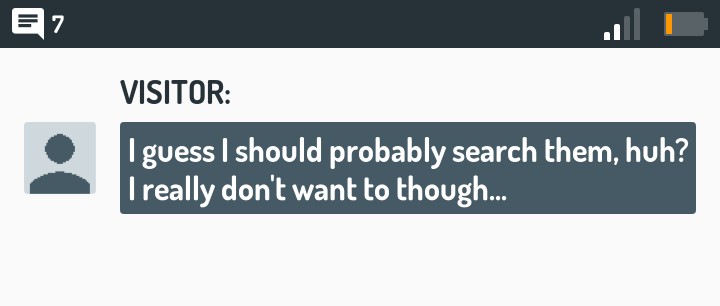 7
VISITOR:
I guess I should probably search them, huh?
I really don't want to though...